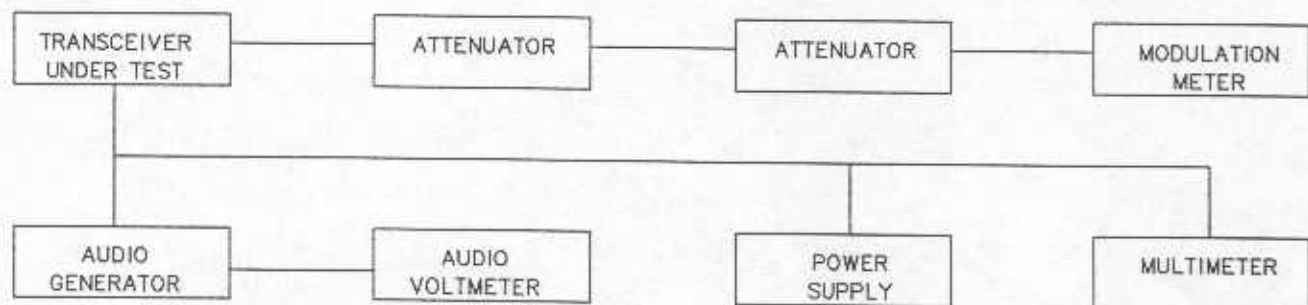 TRANSCEIVER
UNDER TEST
ATTENUATOR
ATTENUATOR
MODULATION
METER
AUDIO
GENERATOR
AUDIO
VOLTMETER
POWER
SUPPLY
MULTIMETER